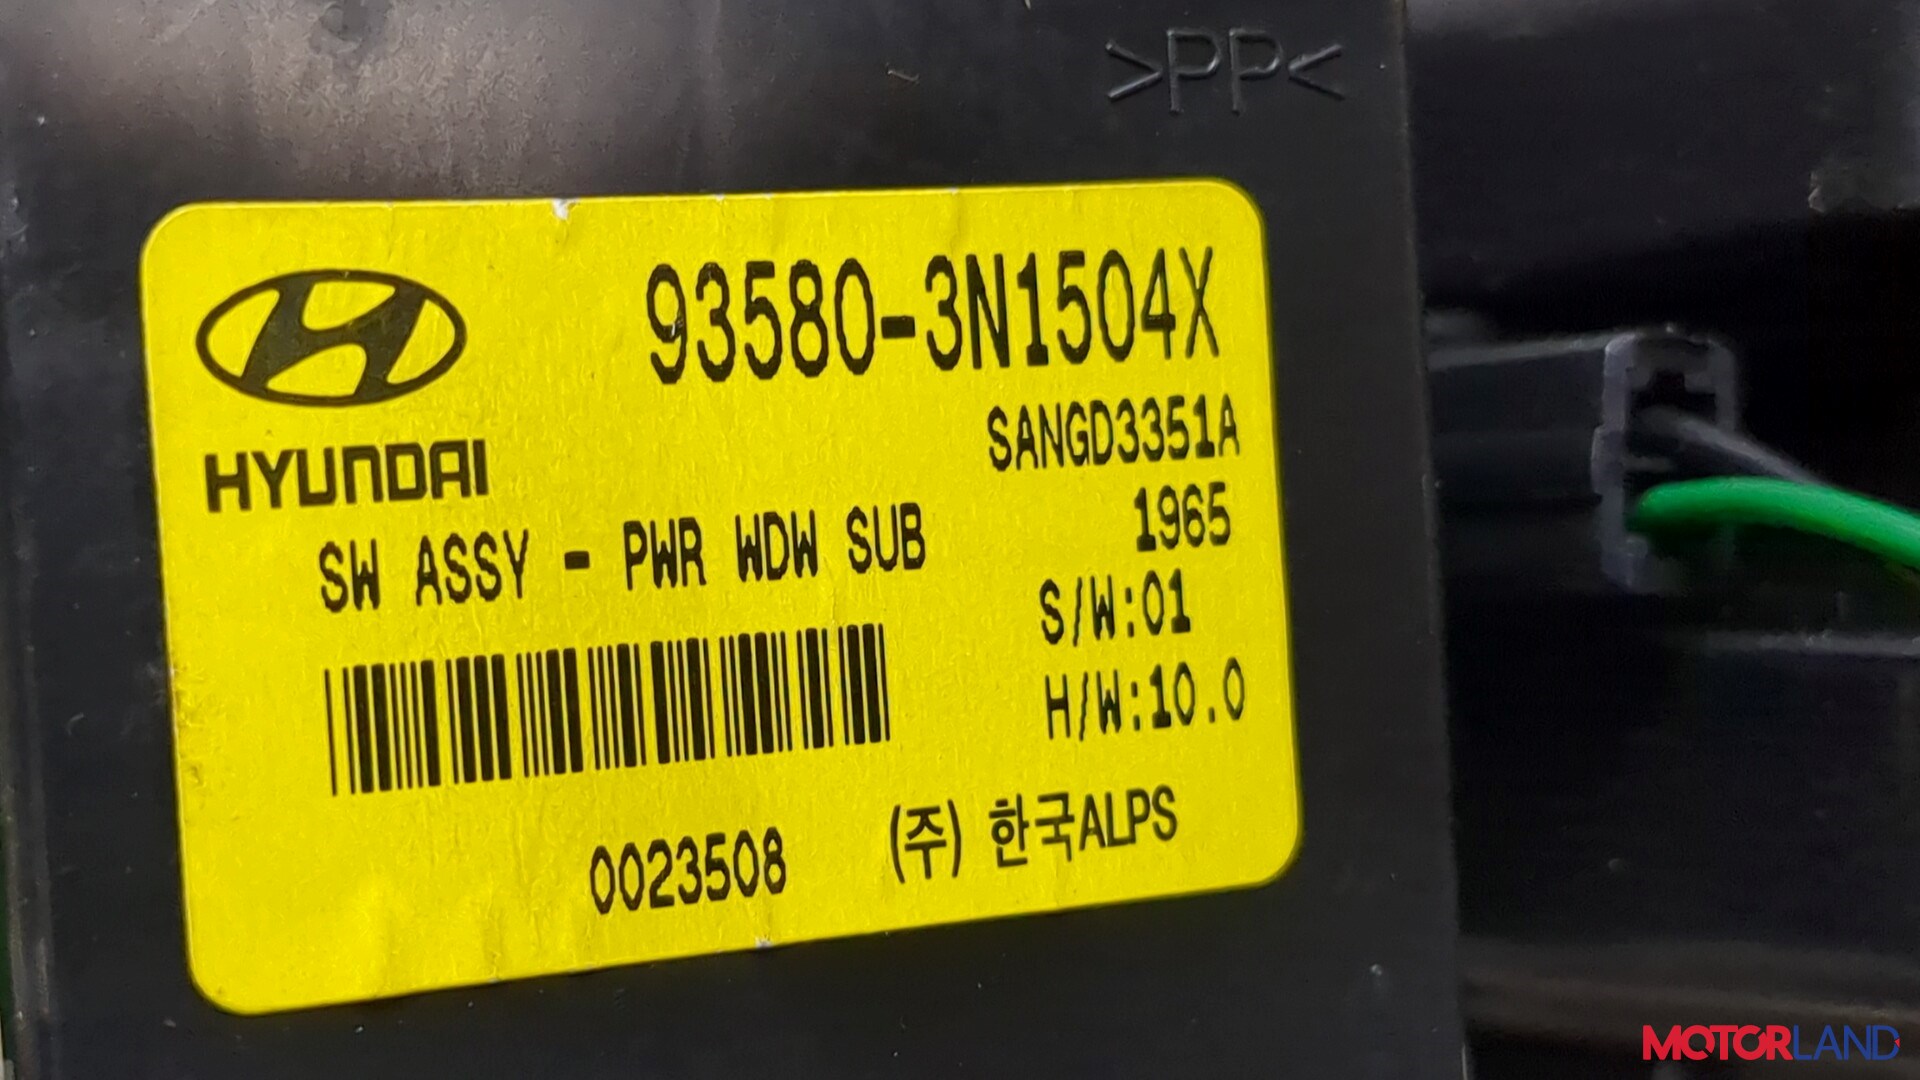 >PP<
93580-3N1504X
SANGD3351A
HYUNDAI
1965
SW ASSY - PWR WDW SUB
S/W:01
H/W:10.0
0023508
(주) 한국ALPS
MOTORLAND